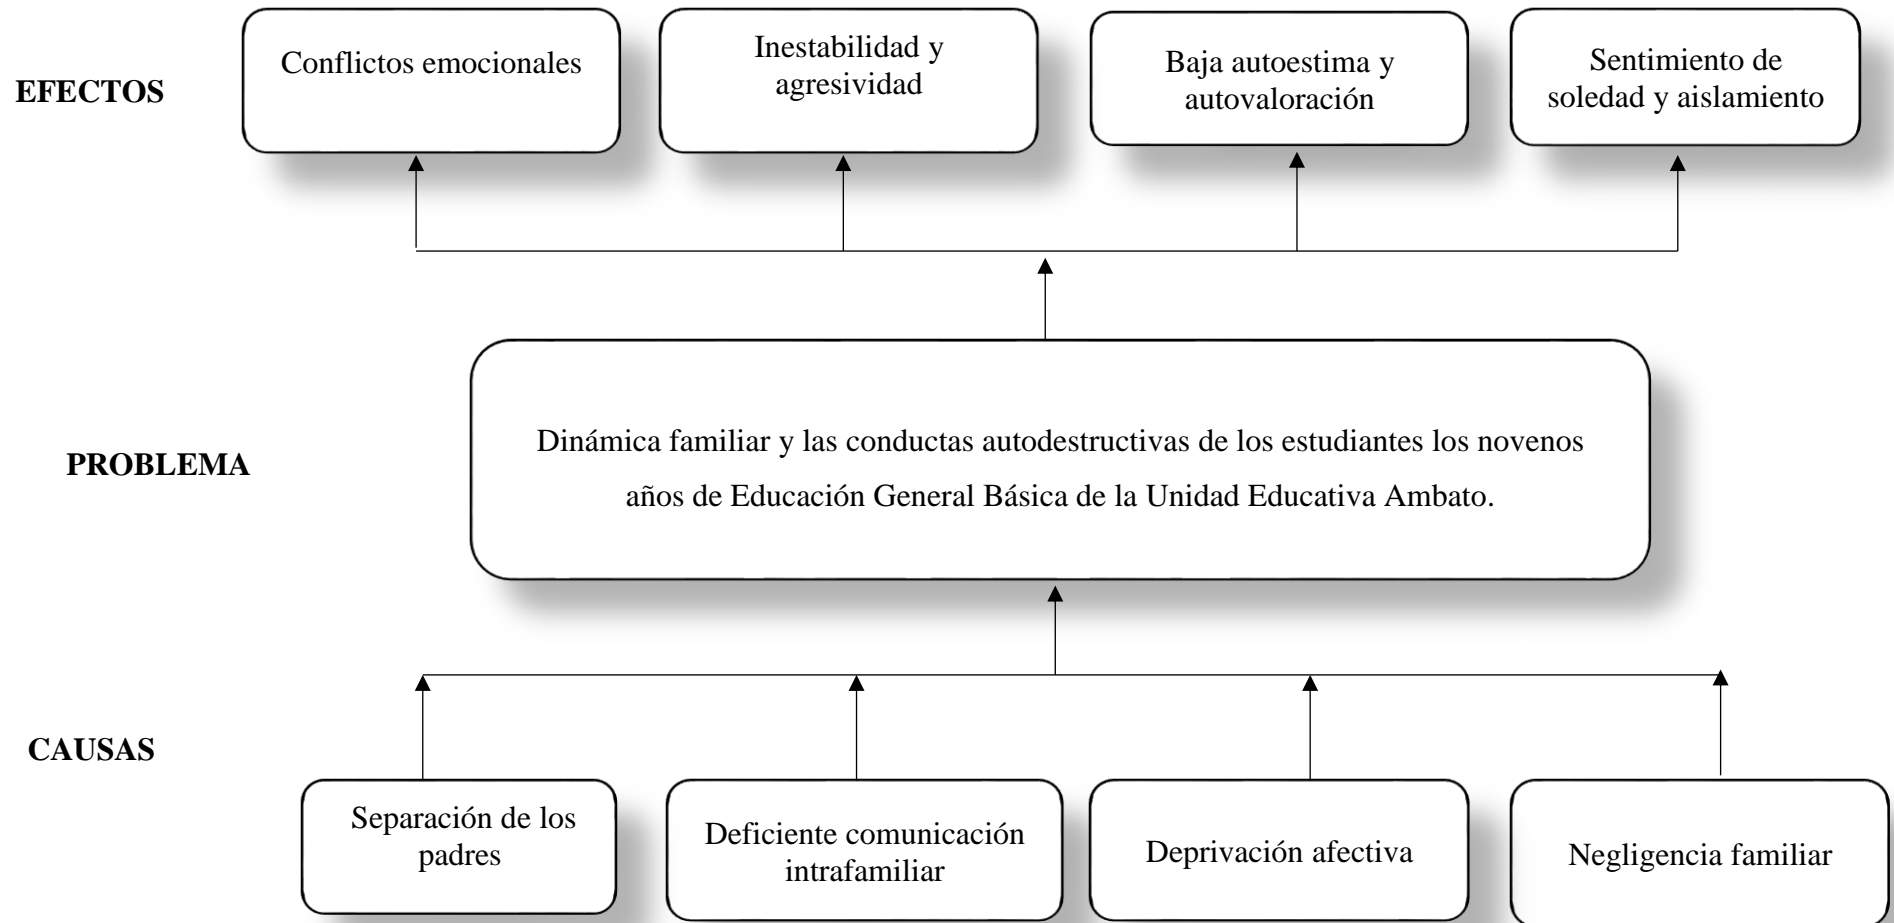 EFECTOS
Conflictos emocionales
Inestabilidad y
agresividad
Baja autoestima y
autovaloración
Sentimiento de
soledad y aislamiento
PROBLEMA
Dinámica familiar y las conductas autodestructivas de los estudiantes los novenos
años de Educación General Básica de la Unidad Educativa Ambato.
CAUSAS
Separación de los
padres
Deficiente comunicación
intrafamiliar
Deprivación afectiva
Negligencia familiar